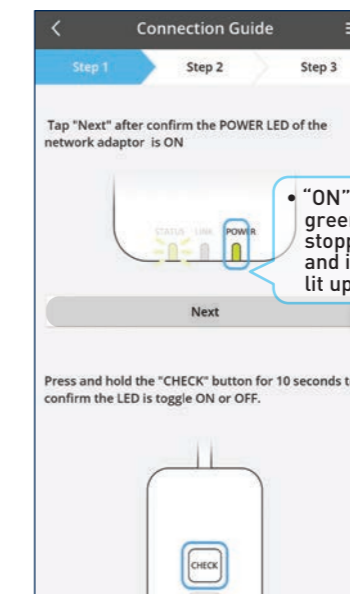 Connection Guide
Step 1
Step 2
Step 3
Tap "Next" after confirm the POWER LED of the
network adaptor is ON
STATUS LINK POWER
• “ON”
green
stopp
and i
lit up
Next
Press and hold the "CHECK" button for 10 seconds t
confirm the LED is toggle ON or OFF.
CHECK